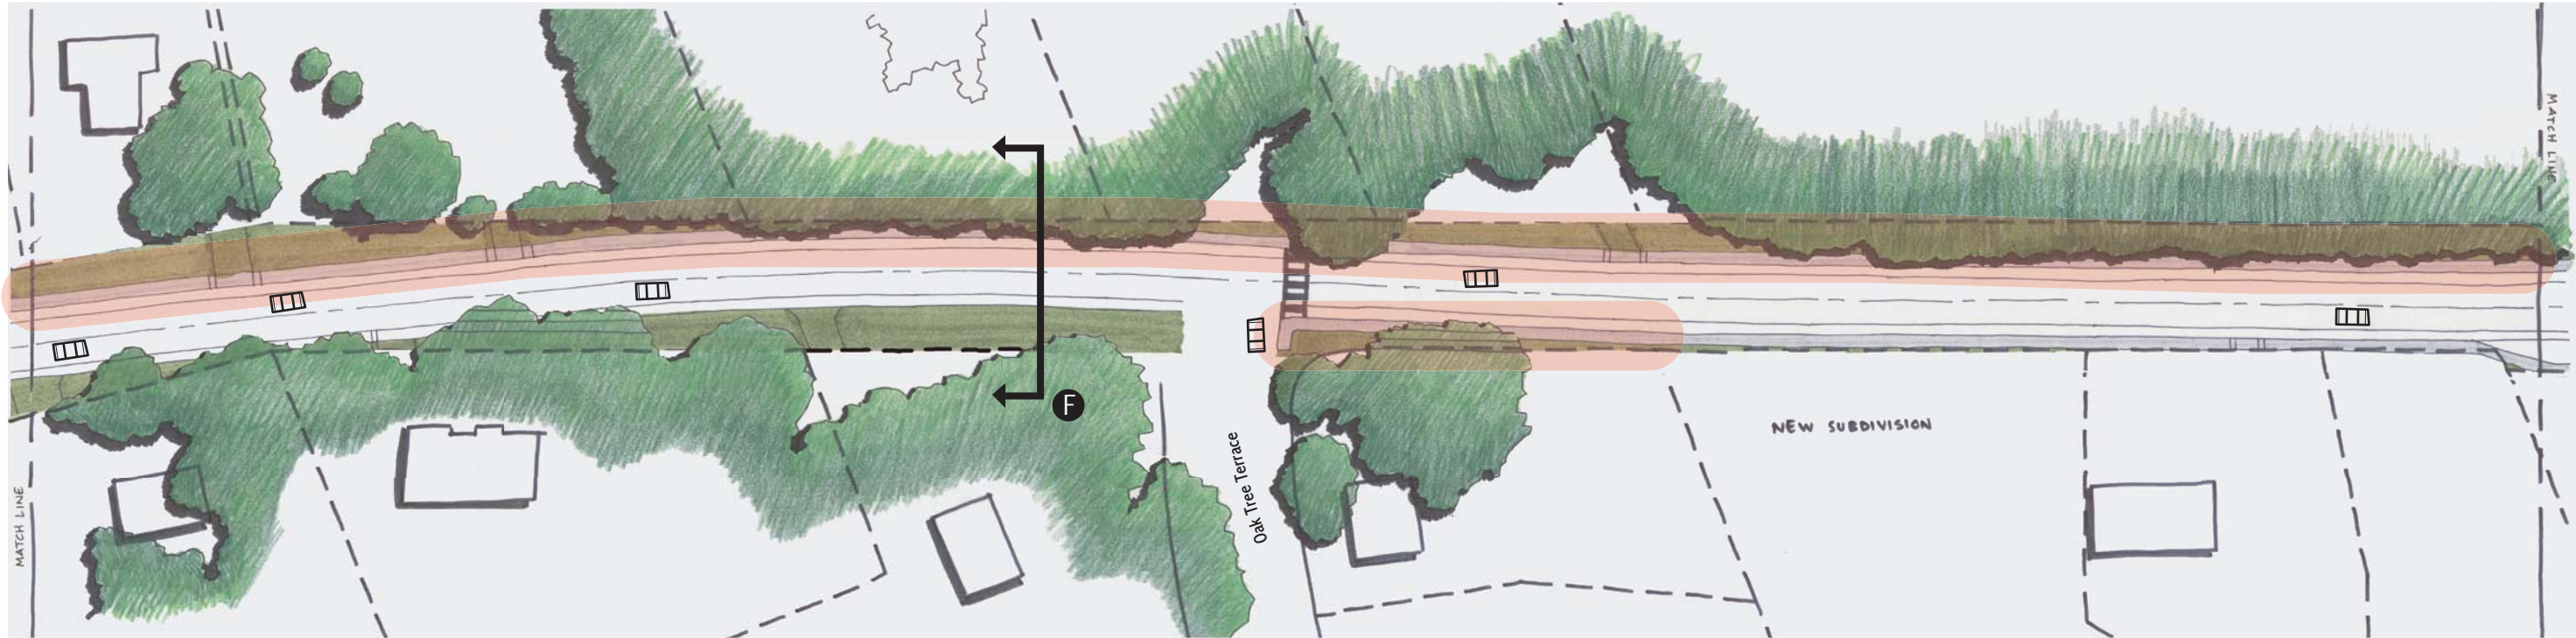 MATCH LINE
F
Oak Tree Terrace
NEW SUBDIVISION
MATCH LINE